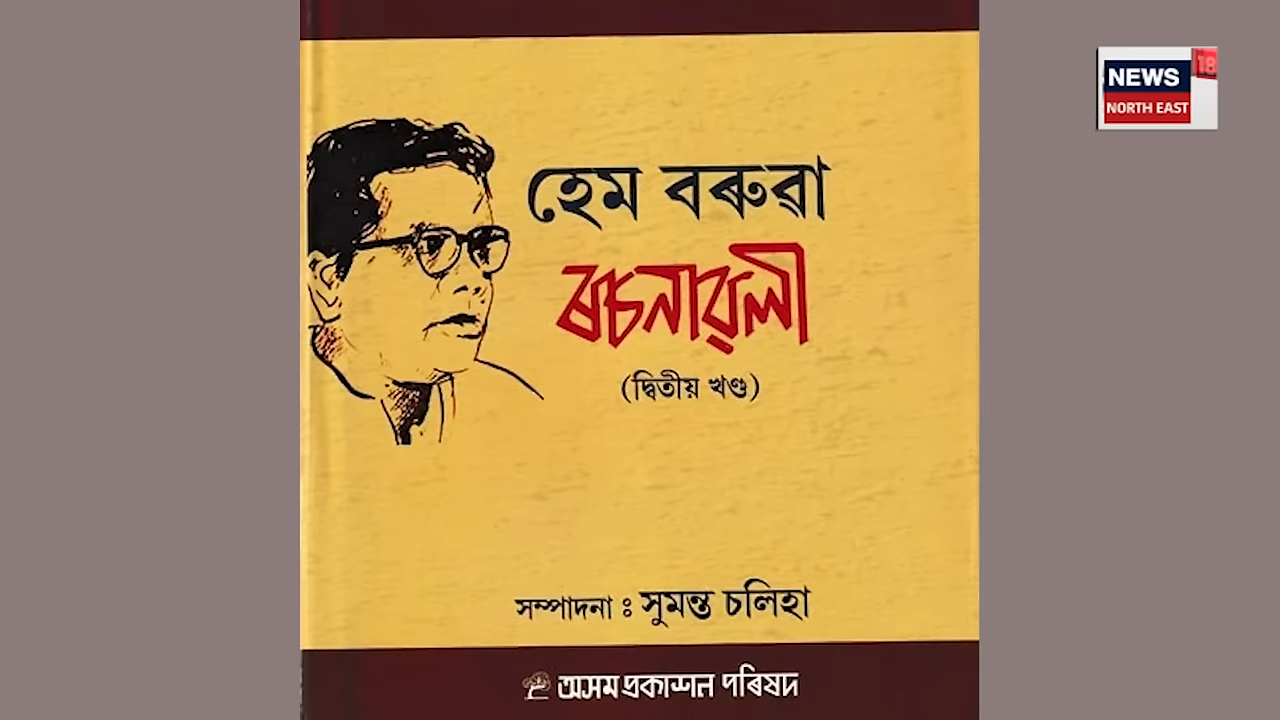 NEWS 18
NORTH EAST
হেম বৰুৱা
ৰচনাৱলী
(দ্বিতীয় খণ্ড)
সম্পাদনা : সুমন্ত চলিহা
অসম প্ৰকাশন পৰিষদ